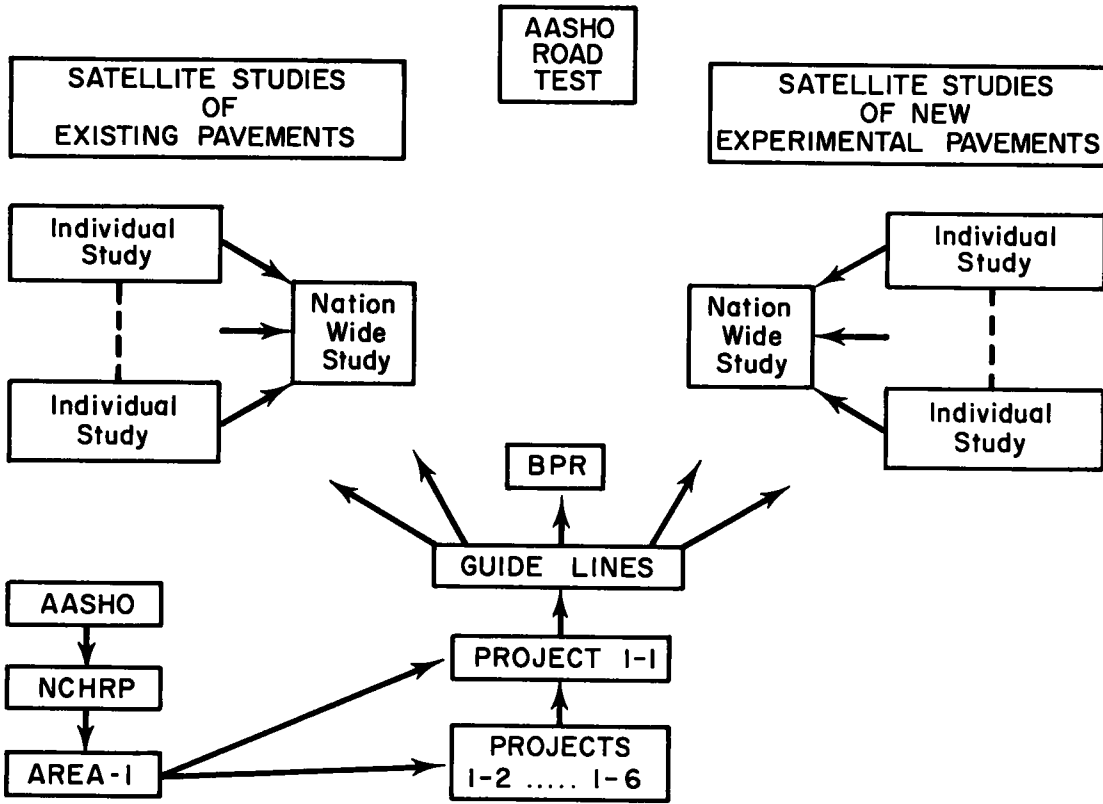 AASHO
ROAD
TEST
SATELLITE STUDIES
OF
EXISTING PAVEMENTS
SATELLITE STUDIES
OF NEW
EXPERIMENTAL PAVEMENTS
Individual
Study
Nation
Wide
Study
Individual
Study
Individual
Study
Nation
Wide
Study
Individual
Study
BPR
GUIDE LINES
AASHO
NCHRP
AREA-1
PROJECT 1-1
PROJECTS
1-2 ..... 1-6